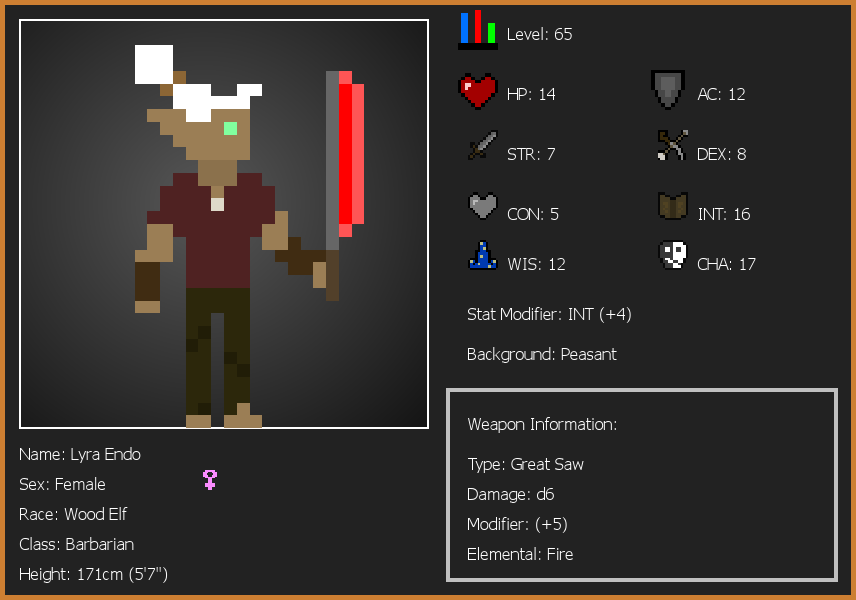 Level: 65
HP: 14
AC: 12
STR: 7
DEX: 8
CON: 5
INT: 16
WIS: 12
CHA: 17
Stat Modifier: INT (+4)
Background: Peasant
Weapon Information:
Type: Great Saw
Damage: d6
Modifier: (+5)
Elemental: Fire
Name: Lyra Endo
Sex: Female
Race: Wood Elf
Class: Barbarian
Height: 171cm (5'7")